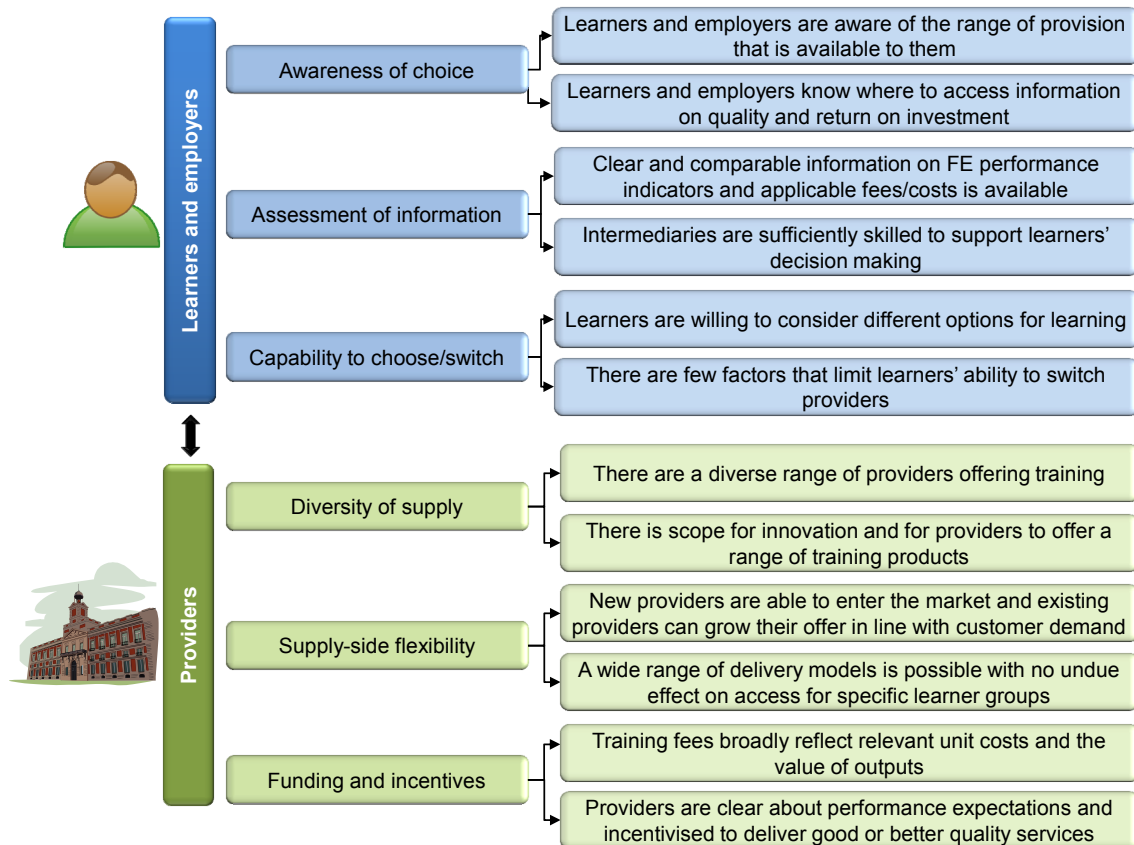 Learners and employers
Awareness of choice
Learners and employers are aware of the range of provision
that is available to them
Learners and employers know where to access information
on quality and return on investment
Assessment of information
Clear and comparable information on FE performance
indicators and applicable fees/costs is available
Intermediaries are sufficiently skilled to support learners’
decision making
Capability to choose/switch
Learners are willing to consider different options for learning
There are few factors that limit learners’ ability to switch
providers
Providers
Diversity of supply
There are a diverse range of providers offering training
There is scope for innovation and for providers to offer a
range of training products
Supply-side flexibility
New providers are able to enter the market and existing
providers can grow their offer in line with customer demand
A wide range of delivery models is possible with no undue
effect on access for specific learner groups
Funding and incentives
Training fees broadly reflect relevant unit costs and the
value of outputs
Providers are clear about performance expectations and
incentivised to deliver good or better quality services